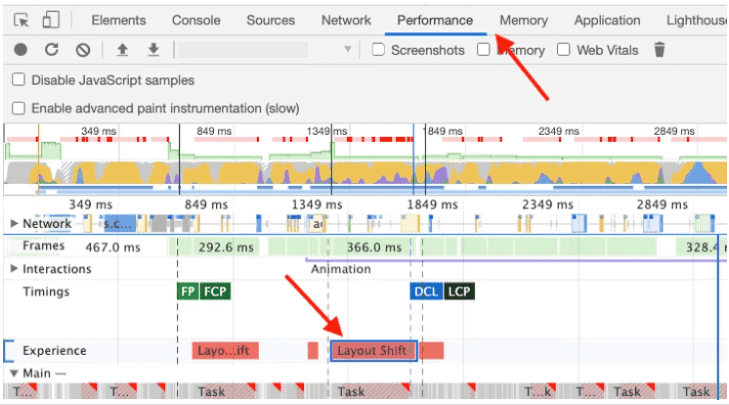 Elements Console Sources Network Performance Memory Application Lighthous
Screenshots Memory Web Vitals
Disable JavaScript samples
Enable advanced paint instrumentation (slow)
349 ms 849 ms 1349 ms 1849 ms 2349 ms 2849 ms
349 ms 849 ms 1349 ms 1849 ms 2349 ms 2849 ms
Network s.c... a
Frames 467.0 ms 292.6 ms 366.0 ms 328.4
Interactions Animation
Timings FP FCP DCL LCP
Experience Layo...ift Layout Shift
Main — 
T... T... Task Task T...k T... Task Task